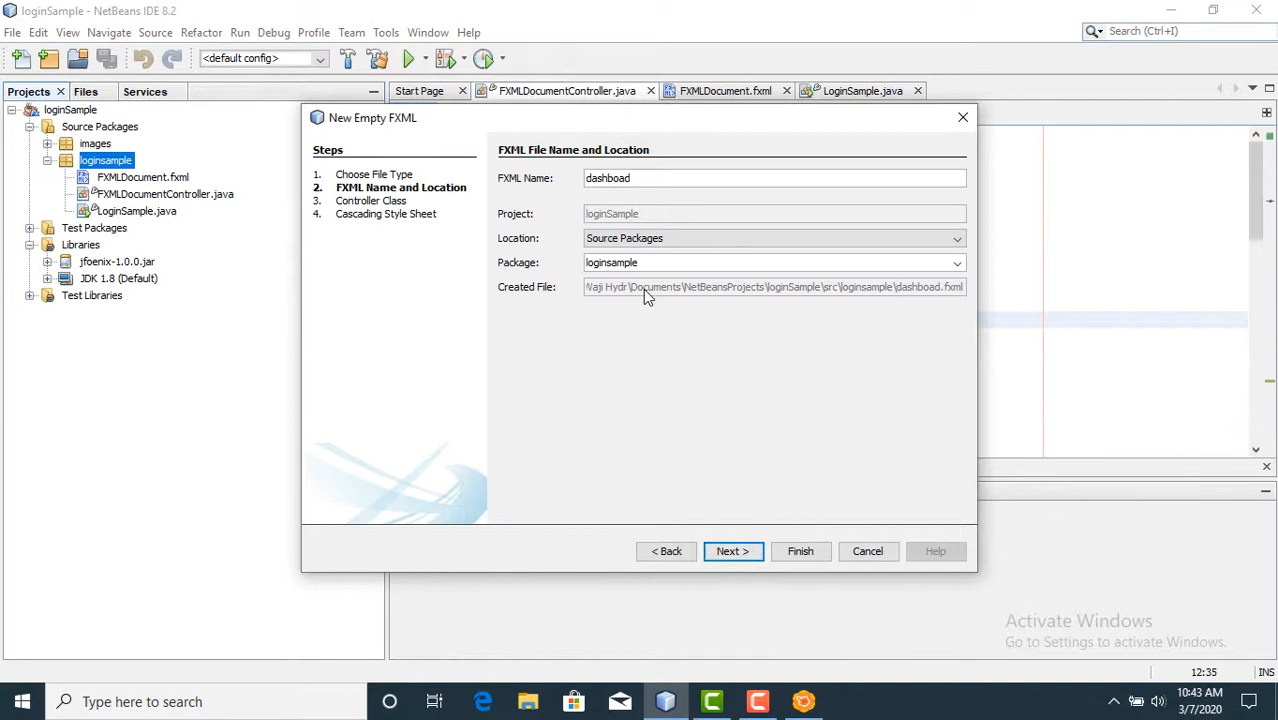 loginSample - NetBeans IDE 8.2
File Edit View Navigate Source Refactor Run Debug Profile Team Tools Window Help
Search (Ctrl+I)
<default config>
Projects Files Services
Start Page FXMLDocumentController.java FXMLDocument.fxml LoginSample.java
loginSample
Source Packages
images
loginsample
FXMLDocument.fxml
FXMLDocumentController.java
LoginSample.java
Test Packages
Libraries
jfoenix-1.0.0.jar
JDK 1.8 (Default)
Test Libraries
New Empty FXML
Steps
1. Choose File Type
2. FXML Name and Location
3. Controller Class
4. Cascading Style Sheet
FXML File Name and Location
FXML Name: dashboad
Project: loginSample
Location: Source Packages
Package: loginsample
Created File: Waji Hydr\Documents\NetBeansProjects\loginSample\src\loginsample\dashboad.fxml
< Back Next > Finish Cancel Help
Activate Windows
Go to Settings to activate Windows.
12:35 INS
Type here to search
10:43 AM
3/7/2020